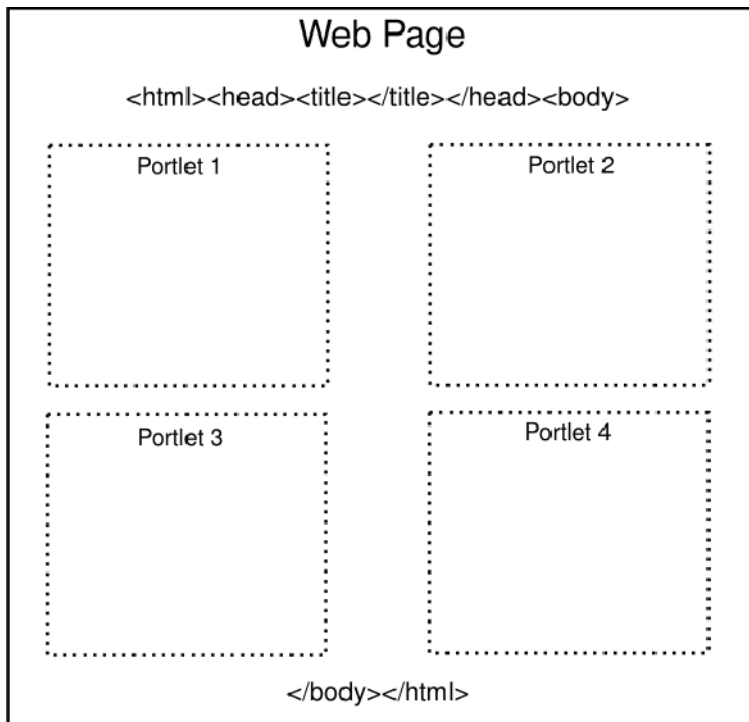 Web Page
<html><head><title></title></head><body>
Portlet 1
Portlet 2
Portlet 3
Portlet 4
</body></html>